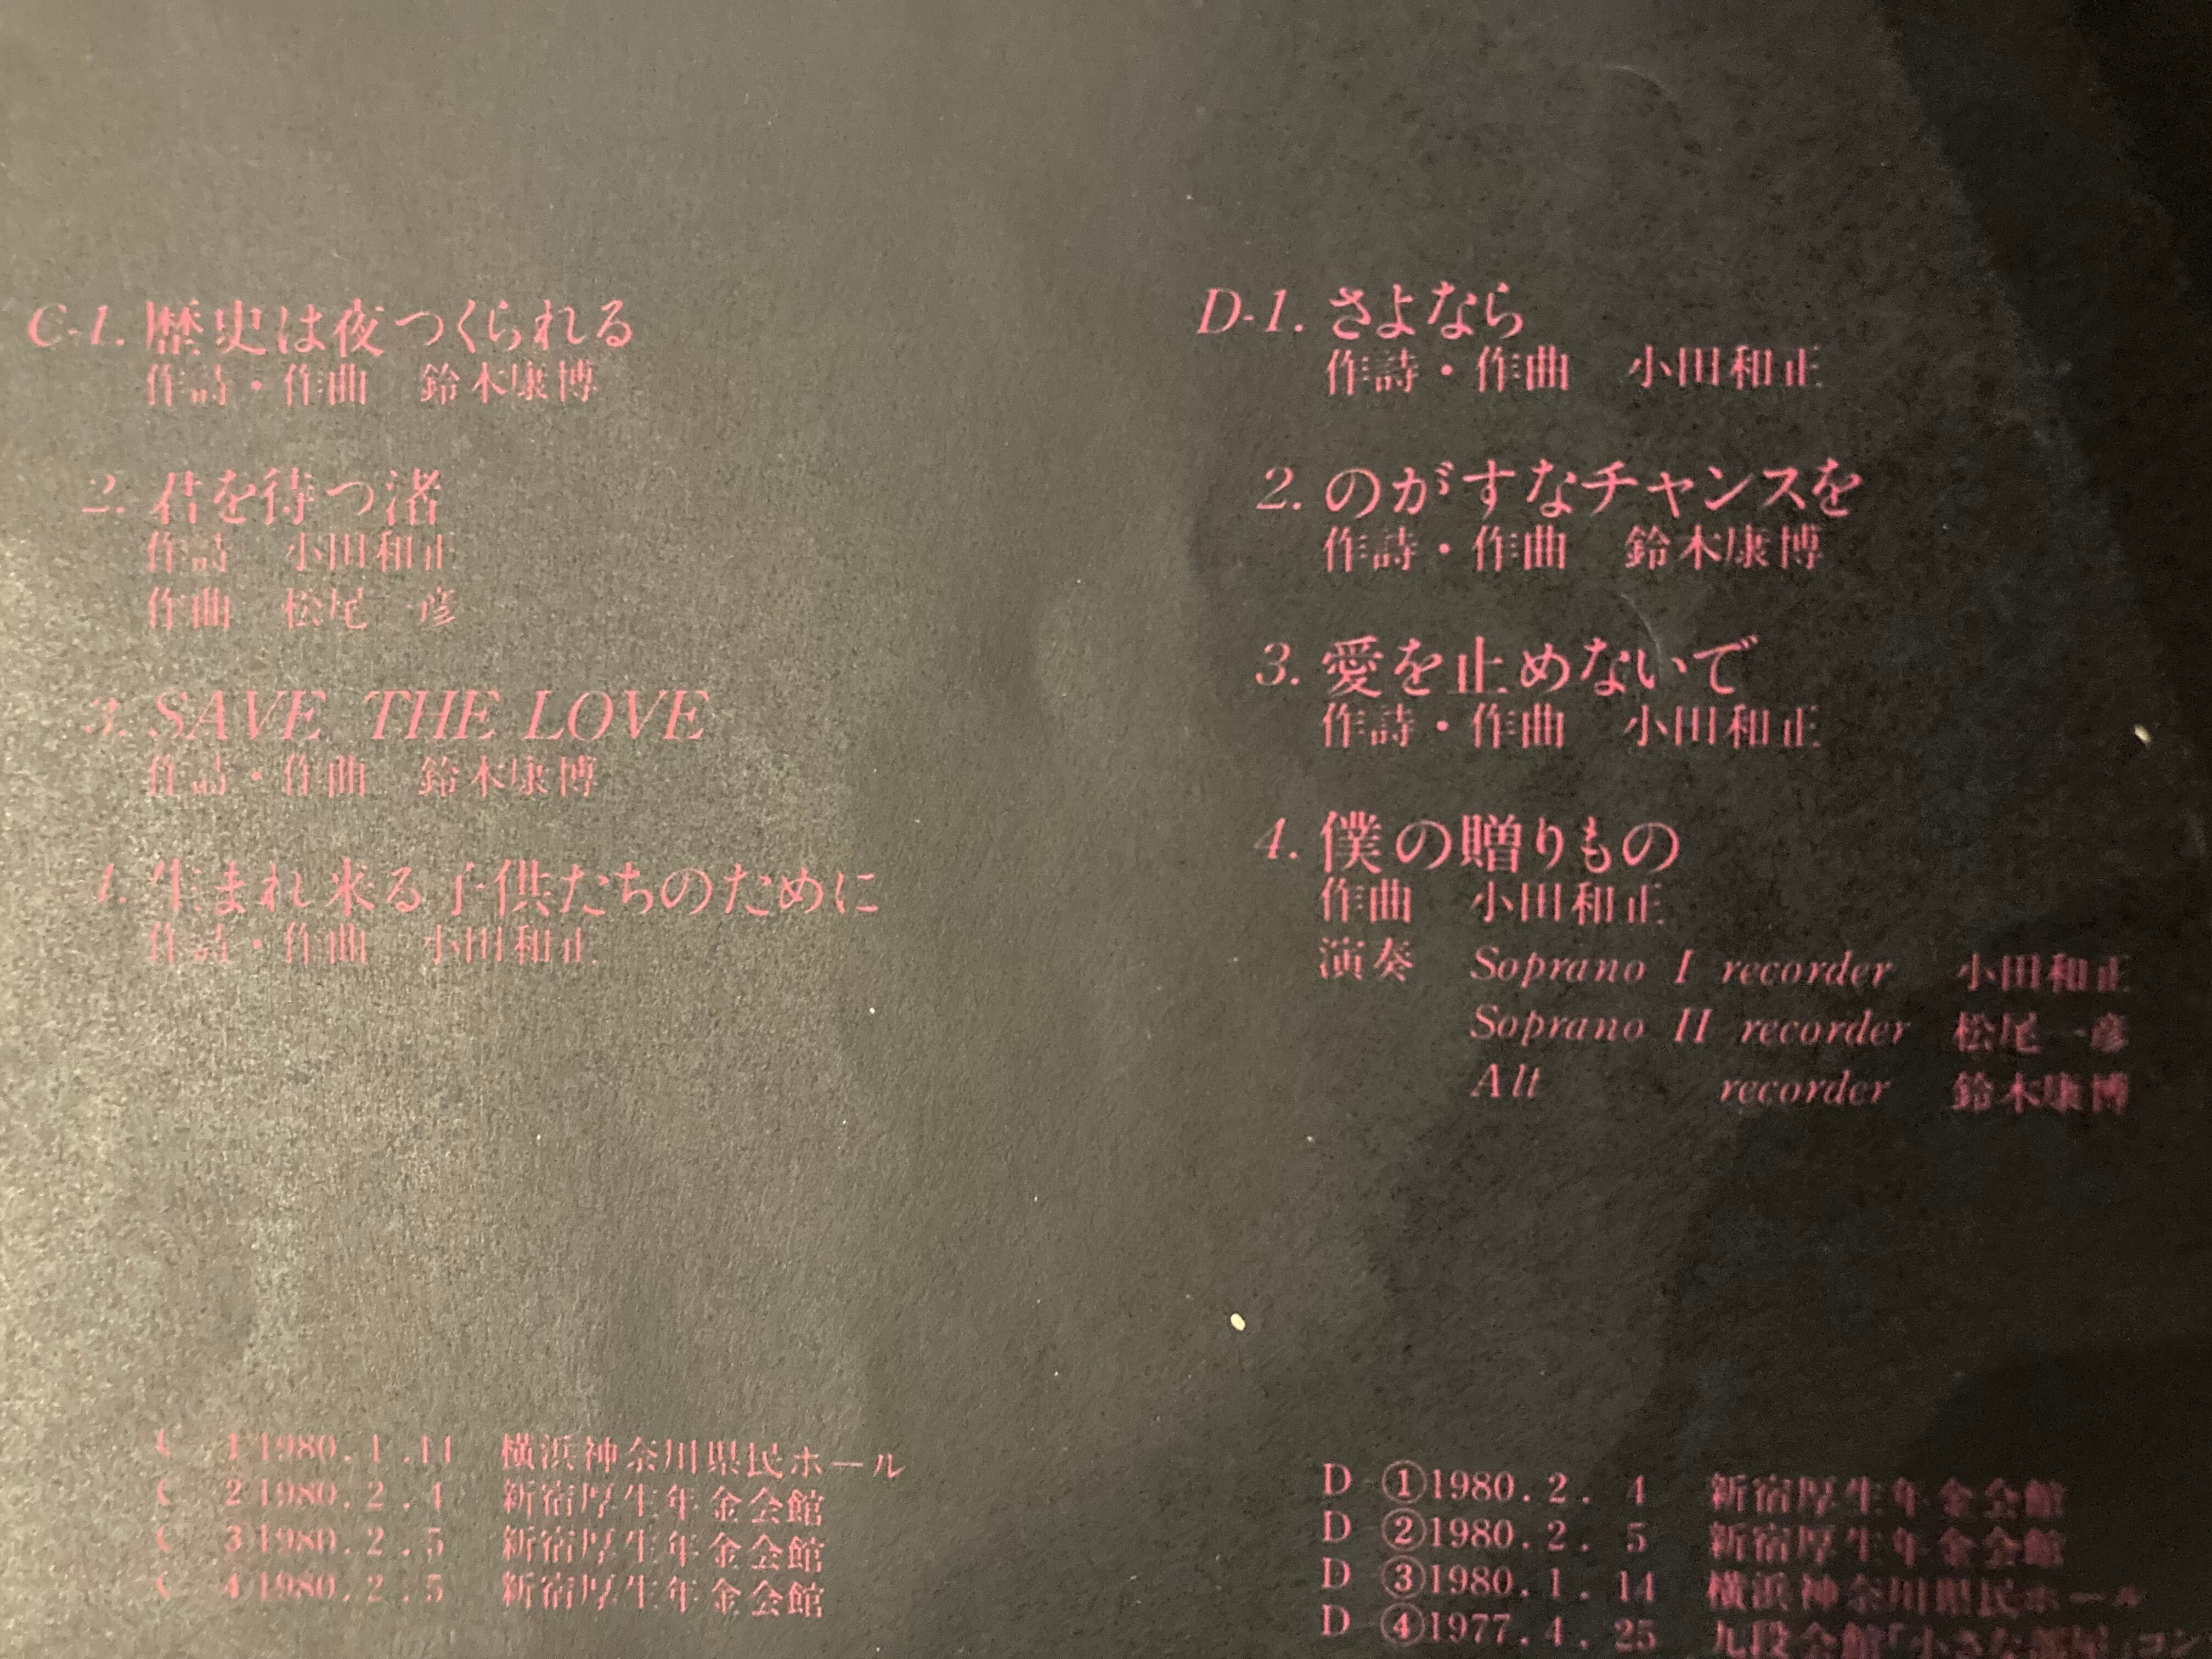 C-1. 歴史は夜つくられる
作詩・作曲　鈴木康博
2. 君を待つ渚
作詩　小田和正
作曲　松尾一彦
3. SAVE THE LOVE
作詩・作曲　鈴木康博
4. 生まれ来る子供たちのために
作詩・作曲　小田和正
C 1 1980.1.14　横浜神奈川県民ホール
C 2 1980.2.4　新宿厚生年金会館
C 3 1980.2.5　新宿厚生年金会館
C 4 1980.2.5　新宿厚生年金会館
D-1. さよなら
作詩・作曲　小田和正
2. のがすなチャンスを
作詩・作曲　鈴木康博
3. 愛を止めないで
作詩・作曲　小田和正
4. 僕の贈りもの
作曲　小田和正
演奏　Soprano I recorder　小田和正
Soprano II recorder　松尾一彦
Alt recorder　鈴木康博
D ①1980.2.4　新宿厚生年金会館
D ②1980.2.5　新宿厚生年金会館
D ③1980.1.14　横浜神奈川県民ホール
D ④1977.4.25　九段会館「小さな部屋」コン